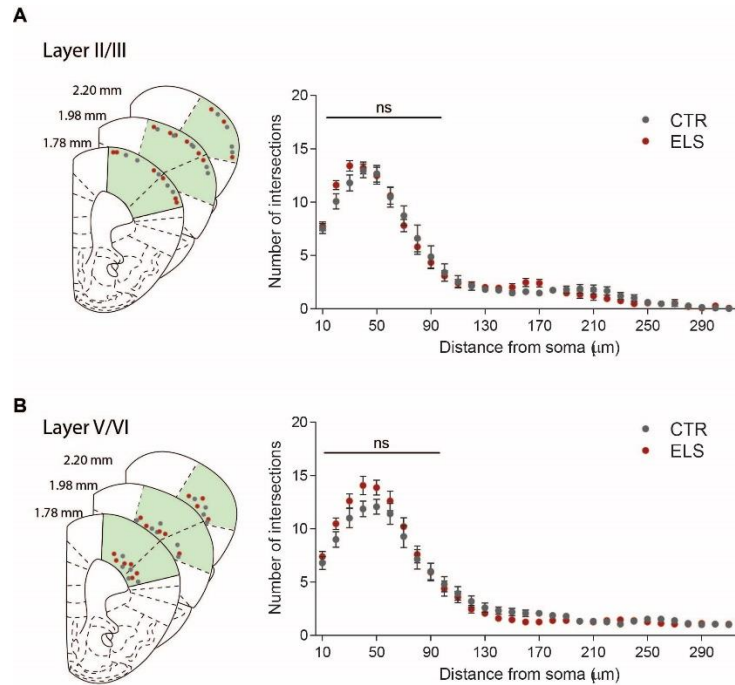 A
Layer II/III
2.20 mm
1.98 mm
1.78 mm
20
15
10
5
0
Number of intersections
ns
CTR
ELS
10 50 90 130 170 210 250 290
Distance from soma (μm)
B
Layer V/VI
2.20 mm
1.98 mm
1.78 mm
20
15
10
5
0
Number of intersections
ns
CTR
ELS
10 50 90 130 170 210 250 290
Distance from soma (μm)